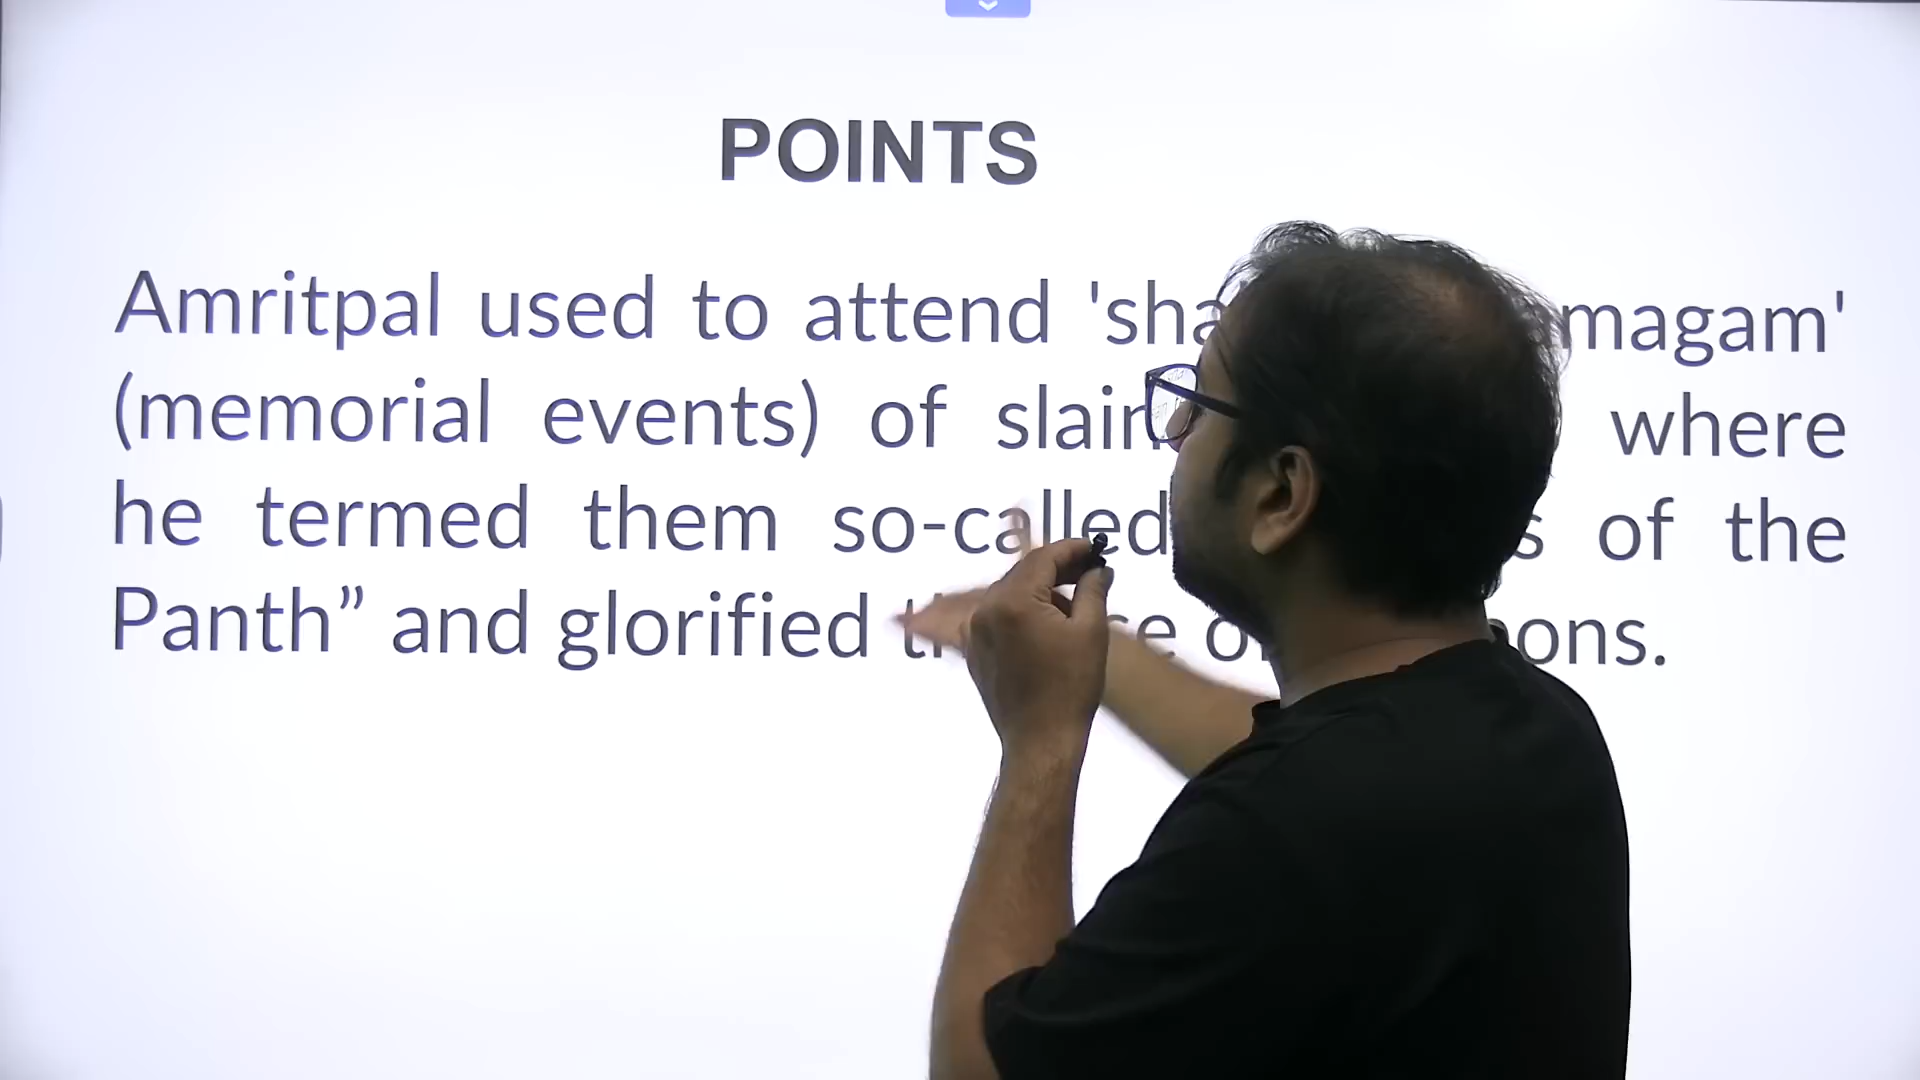 POINTS
Amritpal used to attend 'sha magam'
(memorial events) of slain where
he termed them so-called s of the
Panth” and glorified ons.